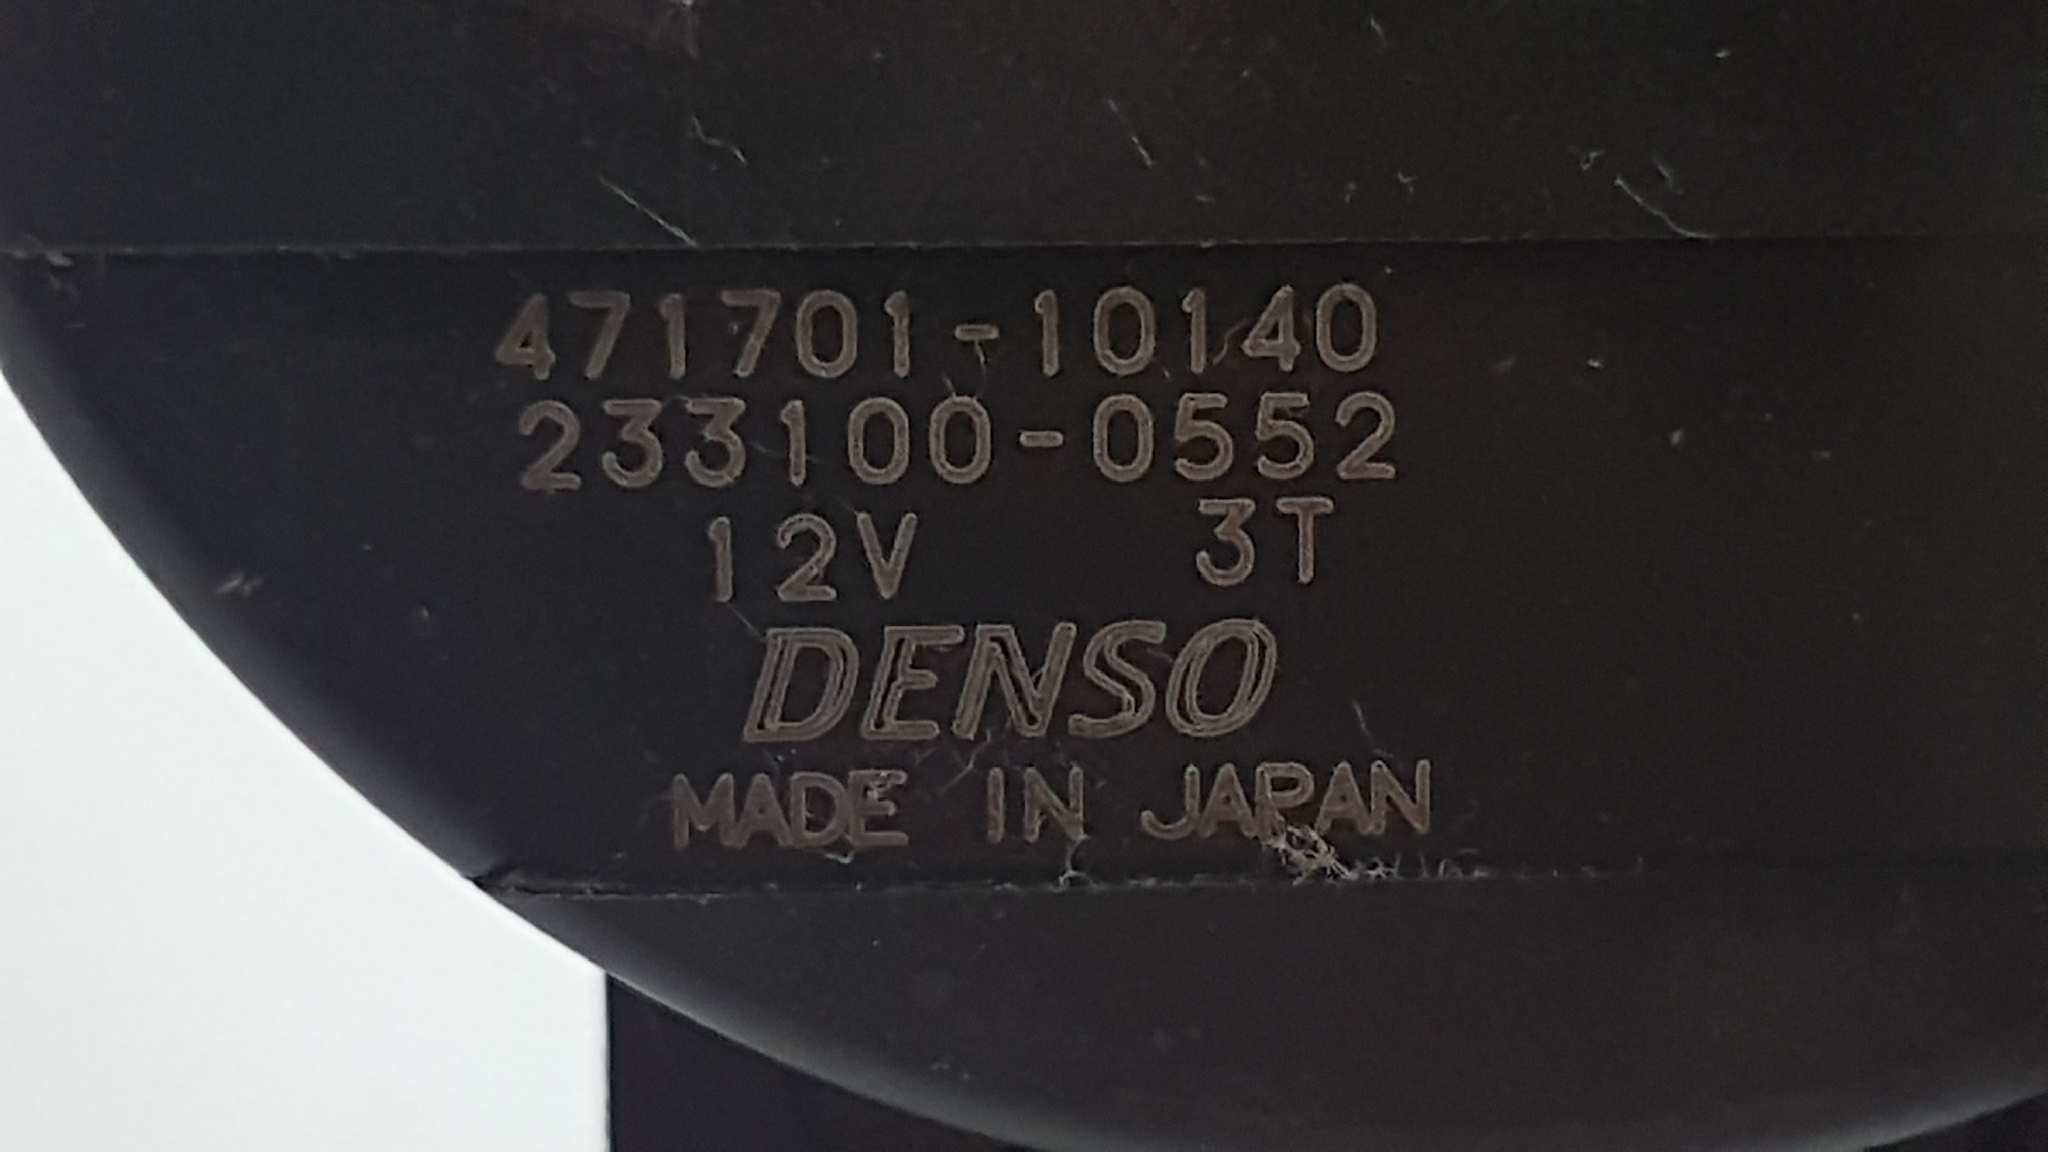 471701-10140
233100-0552
12V 3T
DENSO
MADE IN JAPAN